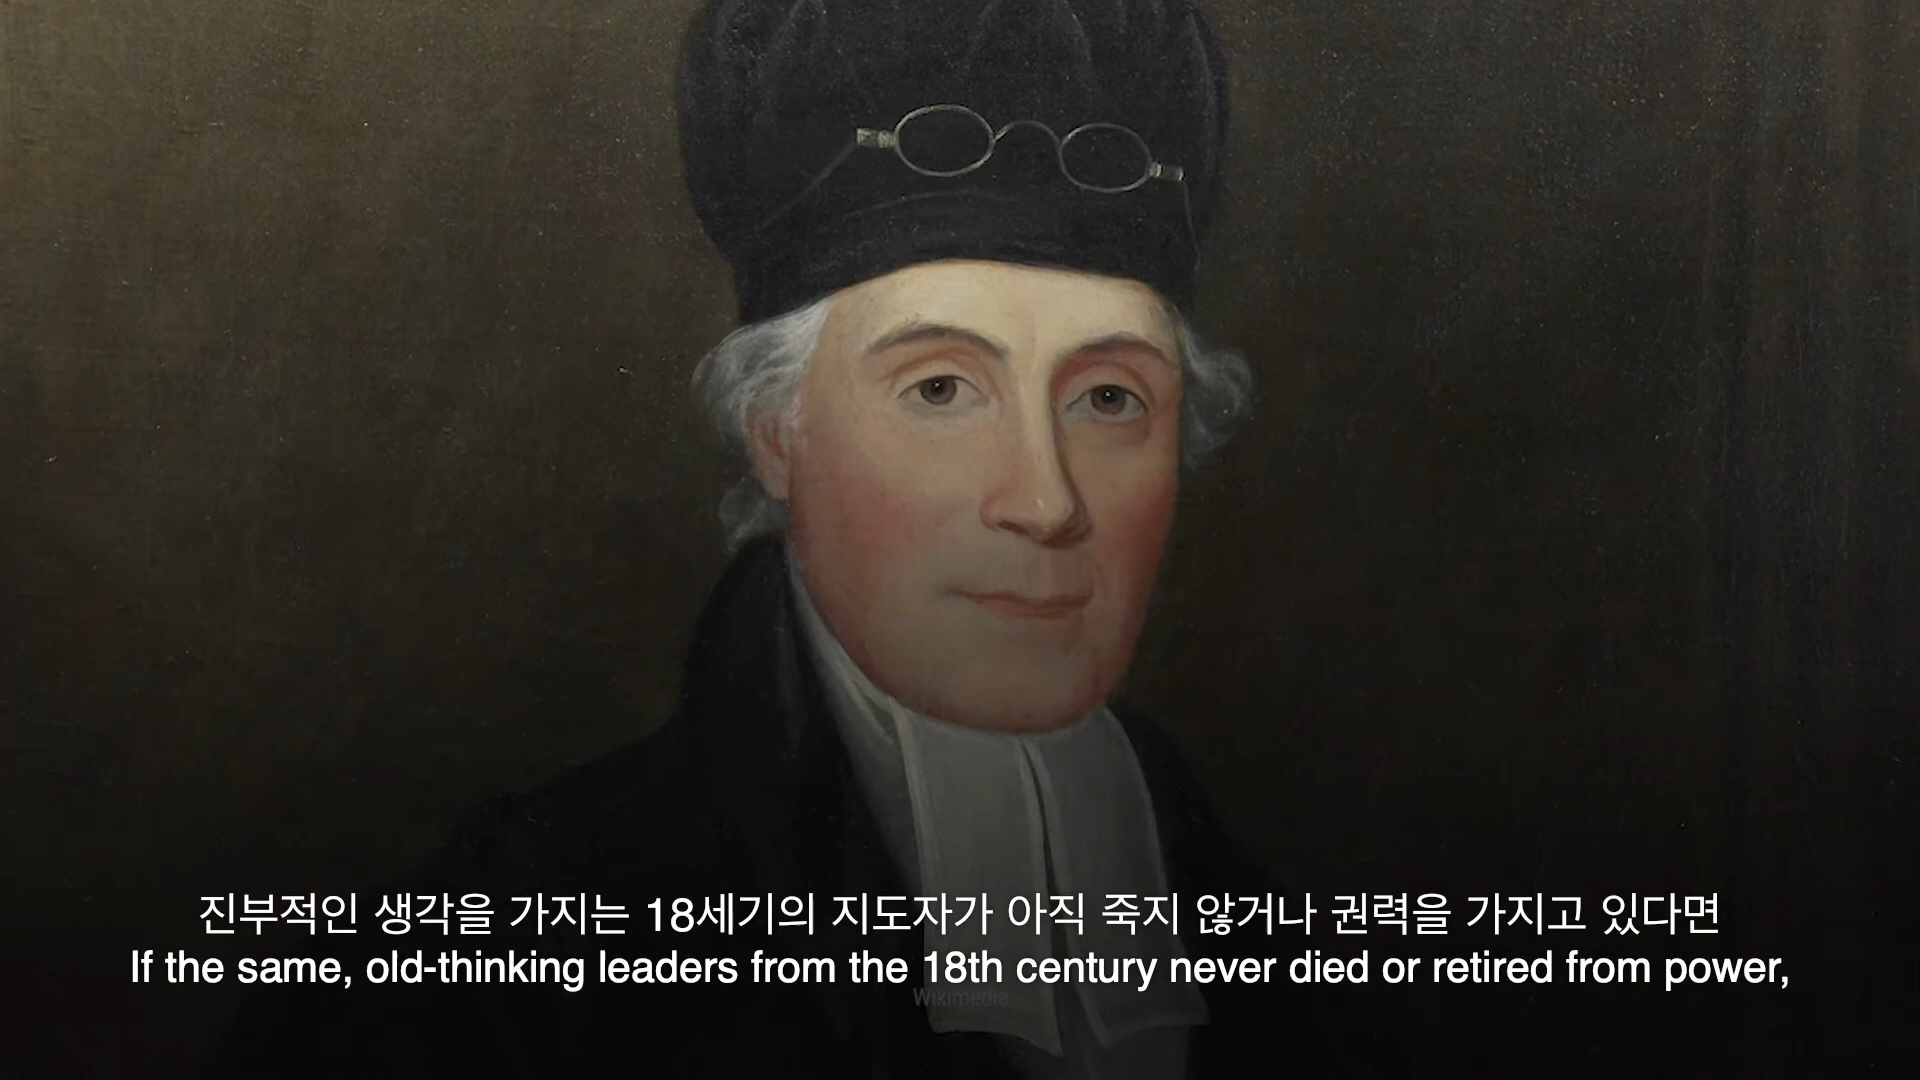 진부적인 생각을 가지는 18세기의 지도자가 아직 죽지 않거나 권력을 가지고 있다면
If the same, old-thinking leaders from the 18th century never died or retired from power,
Wikimedia